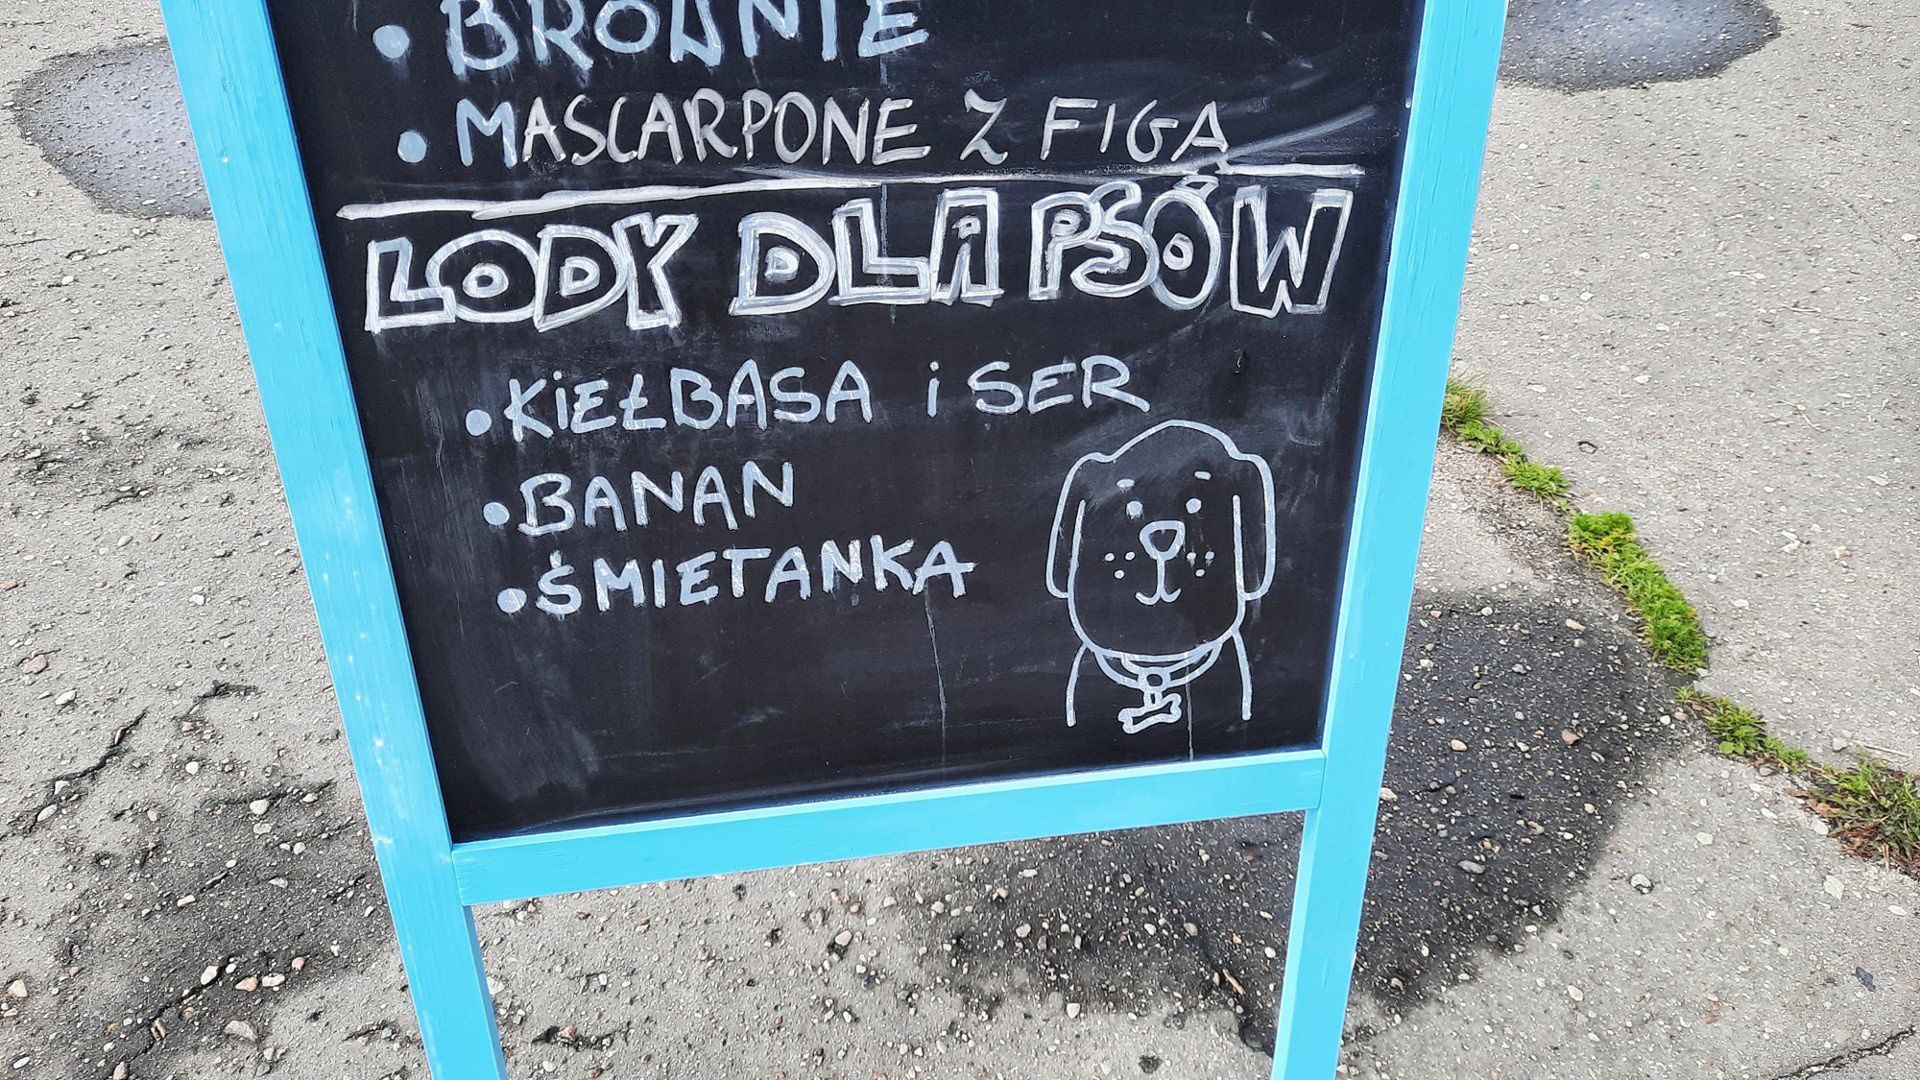 • BROWNIE
• MASCARPONE Z FIGĄ
LODY DLA PSÓW
• KIEŁBASA i SER
• BANAN
• ŚMIETANKA